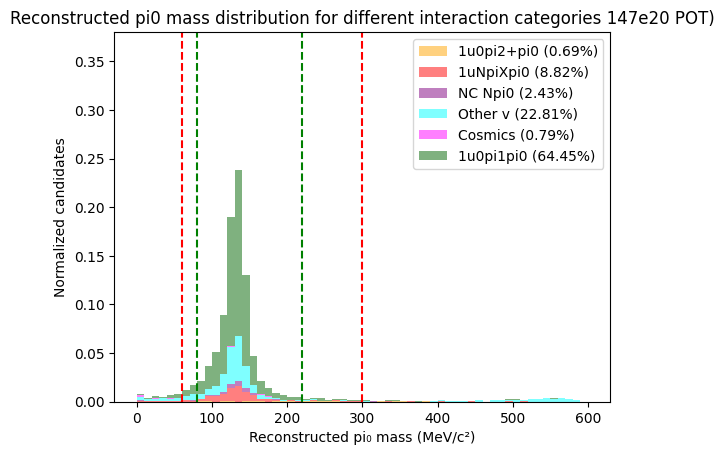 Reconstructed pi0 mass distribution for different interaction categories 147e20 POT)
1u0pi2+pi0 (0.69%)
1uNpiXpi0 (8.82%)
NC Npi0 (2.43%)
Other ν (22.81%)
Cosmics (0.79%)
1u0pi1pi0 (64.45%)
Normalized candidates
0.35
0.30
0.25
0.20
0.15
0.10
0.05
0.00
0 100 200 300 400 500 600
Reconstructed pi₀ mass (MeV/c²)